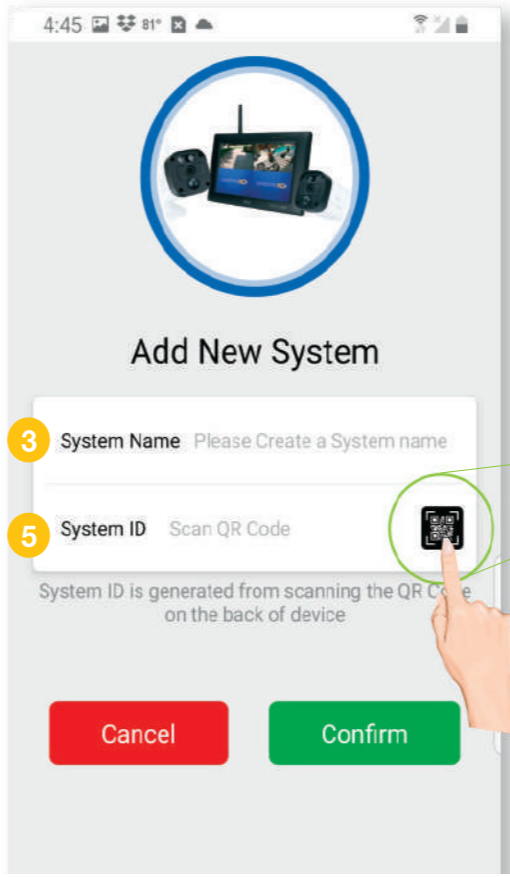 4:45 81°
Add New System
3 System Name Please Create a System name
5 System ID Scan QR Code
System ID is generated from scanning the QR
on the back of device
Cancel Confirm